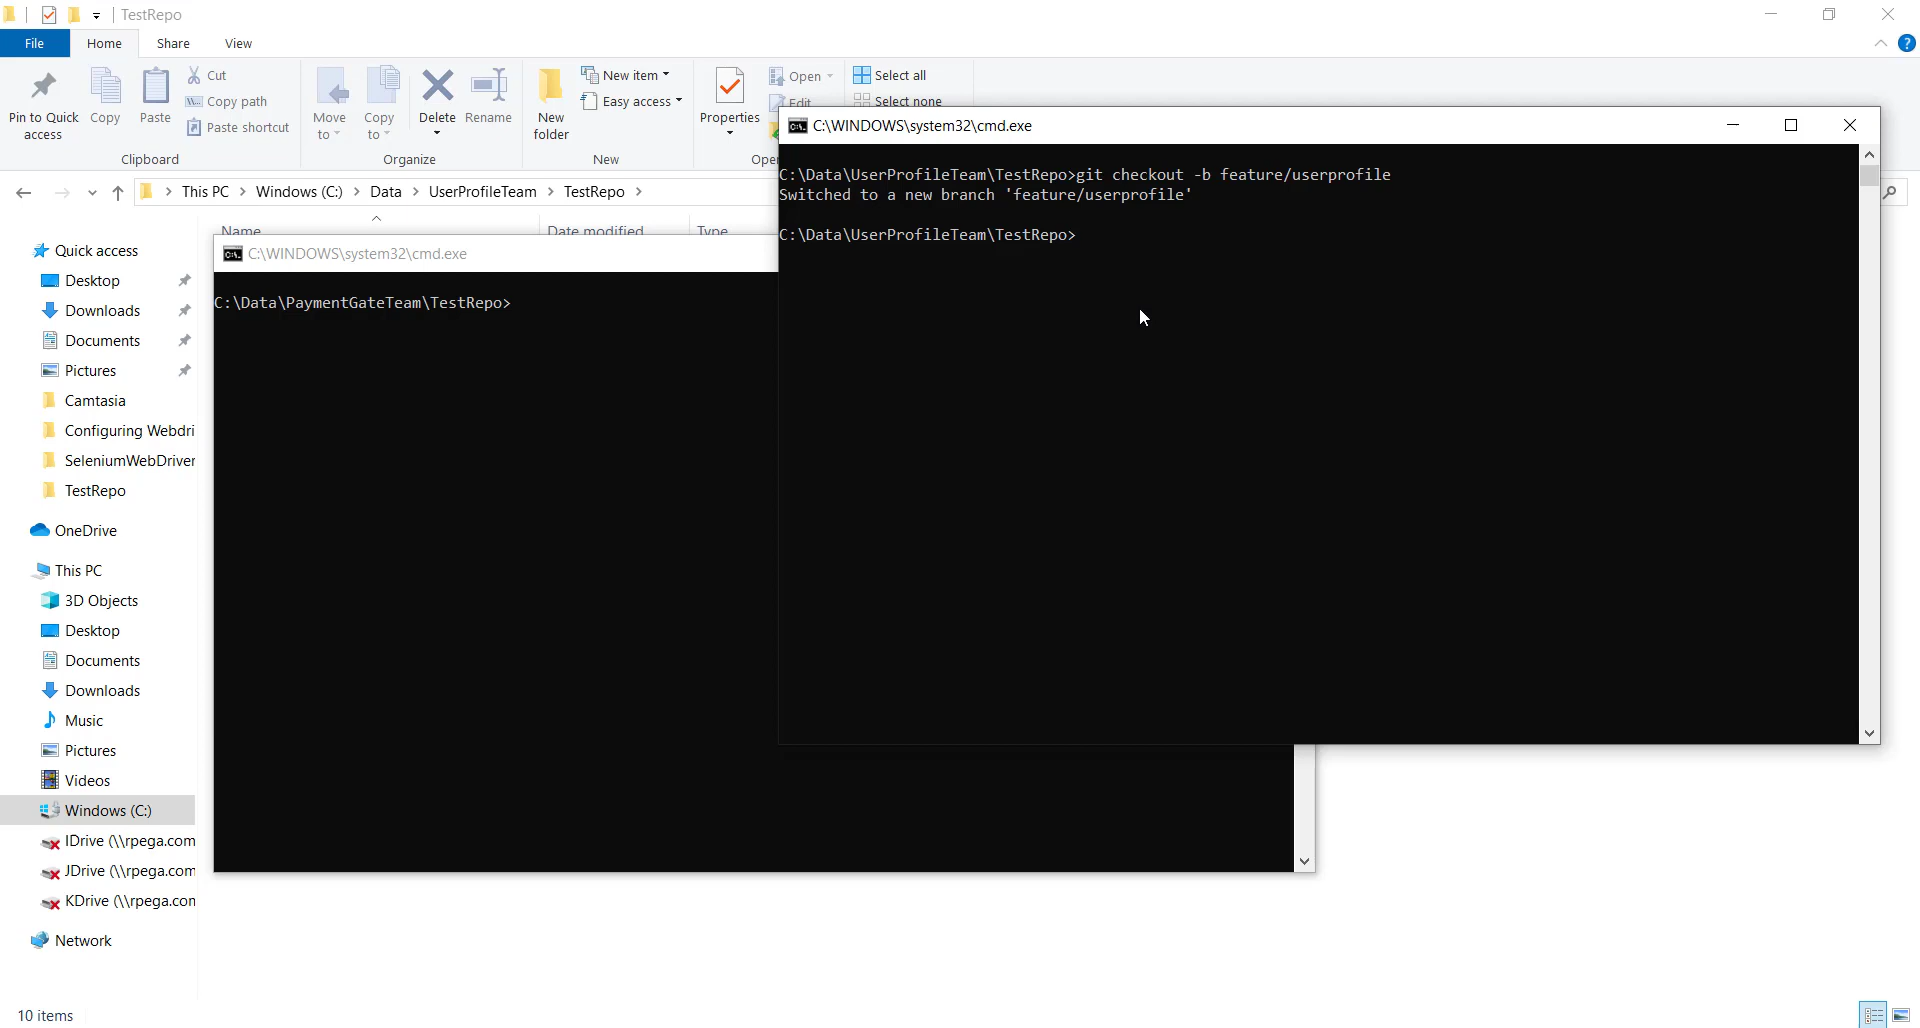 TestRepo
File
Home
Share
View
Pin to Quick access
Copy
Paste
Cut
Copy path
Paste shortcut
Clipboard
Move to
Copy to
Delete
Rename
Organize
New folder
New item
Easy access
New
Properties
Open
Edit
Open
Select all
Select none
This PC
Windows (C:)
Data
UserProfileTeam
TestRepo
Name
Date modified
Type
C:\WINDOWS\system32\cmd.exe
C:\Data\UserProfileTeam\TestRepo>git checkout -b feature/userprofile
Switched to a new branch 'feature/userprofile'
C:\Data\UserProfileTeam\TestRepo>
C:\WINDOWS\system32\cmd.exe
C:\Data\PaymentGateTeam\TestRepo>
Quick access
Desktop
Downloads
Documents
Pictures
Camtasia
Configuring Webdri
SeleniumWebDriver
TestRepo
OneDrive
This PC
3D Objects
Desktop
Documents
Downloads
Music
Pictures
Videos
Windows (C:)
IDrive (\\rpega.com
JDrive (\\rpega.com
KDrive (\\rpega.com
Network
10 items